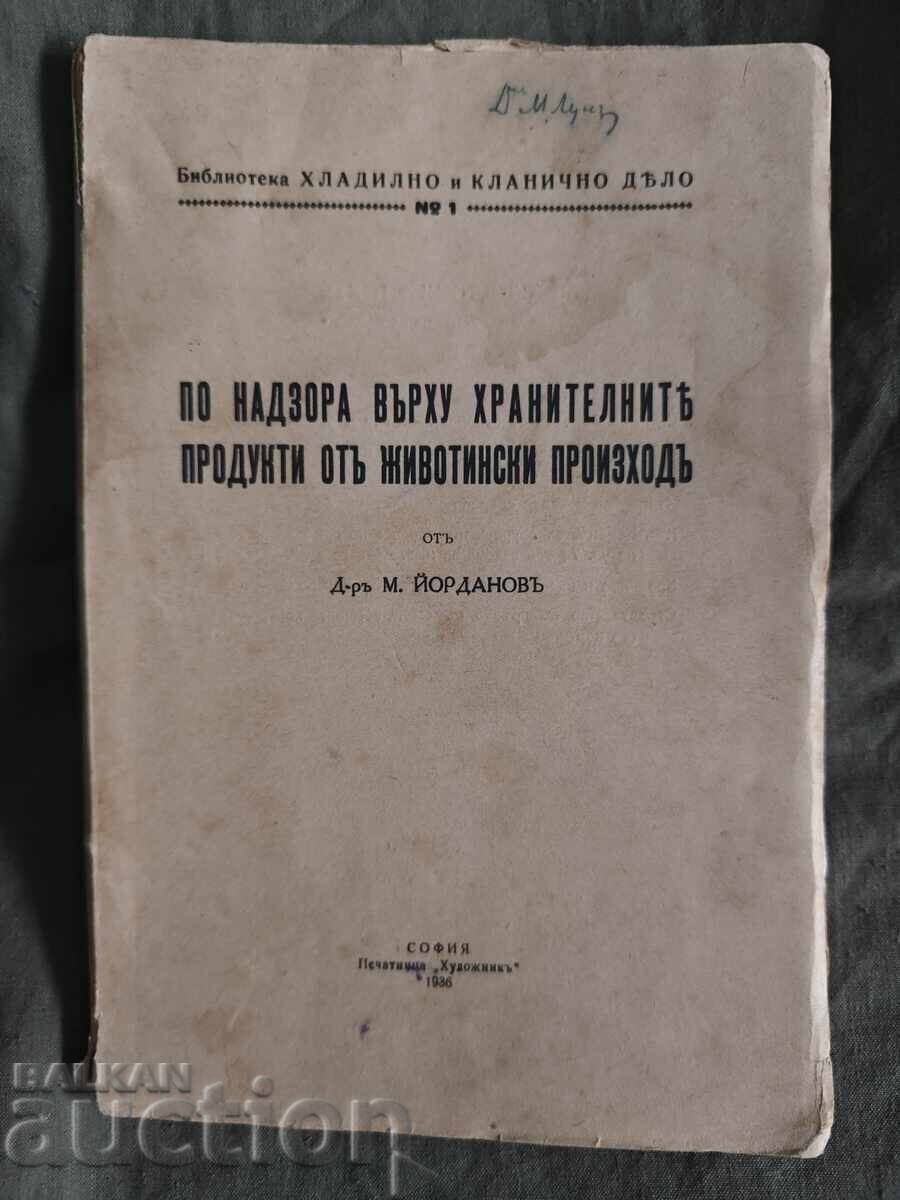 Д-ръ М.
Библиотека ХЛАДИЛНО и КЛАНИЧНО ДѢЛО
№ 1
ПО НАДЗОРА ВЪРХУ ХРАНИТЕЛНИТѢ
ПРОДУКТИ ОТЪ ЖИВОТИНСКИ ПРОИЗХОДЪ
отъ
Д-ръ М. ЙОРДАНОВЪ
СОФИЯ
Печатница „Художникъ“
1936
BALKAN
auction